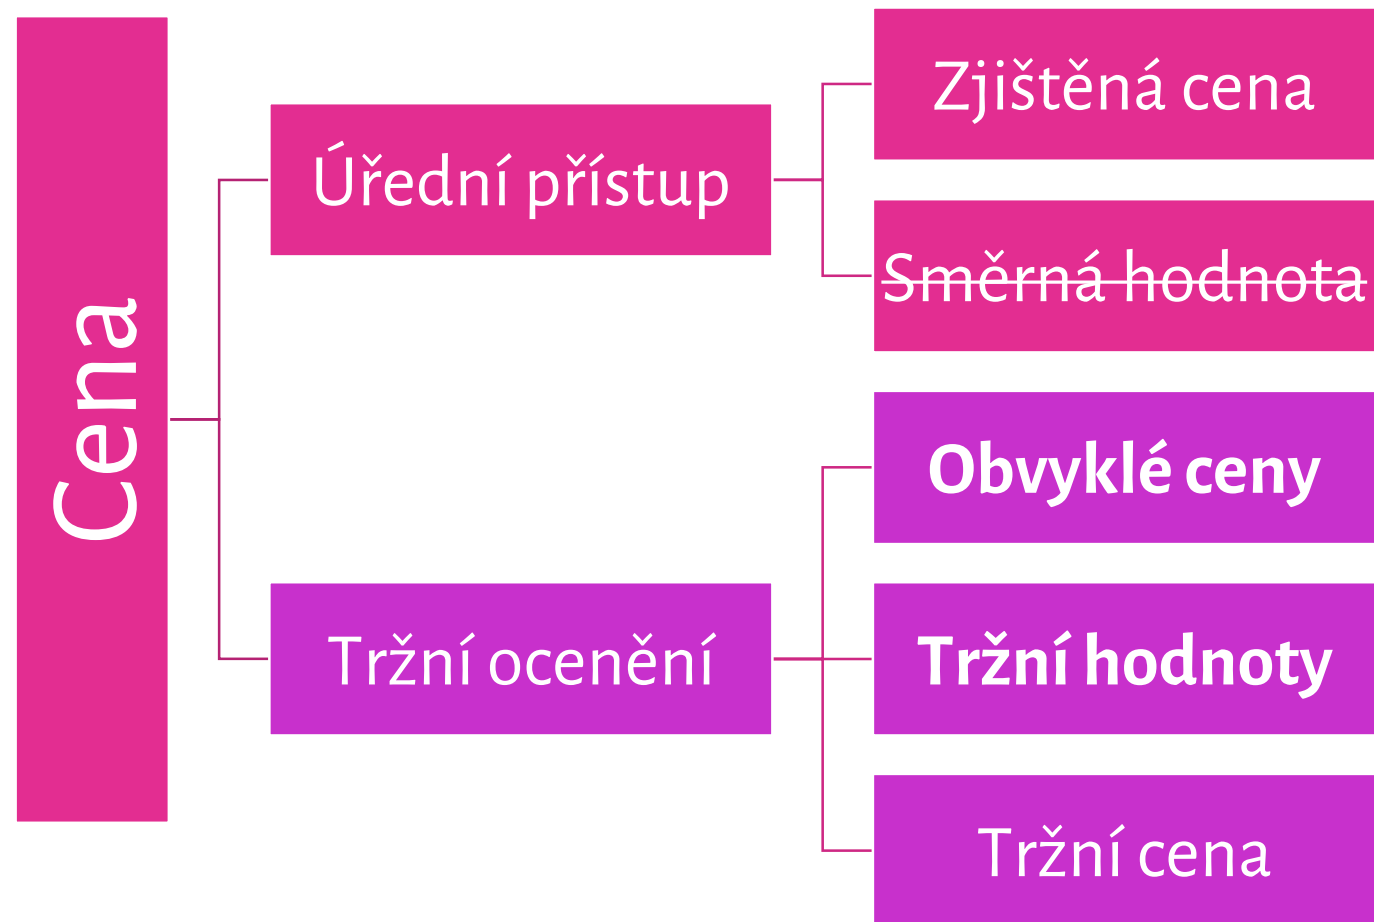 Cena
Úřední přístup
Zjištěná cena
Směrná hodnota
Tržní ocenění
Obvyklé ceny
Tržní hodnoty
Tržní cena